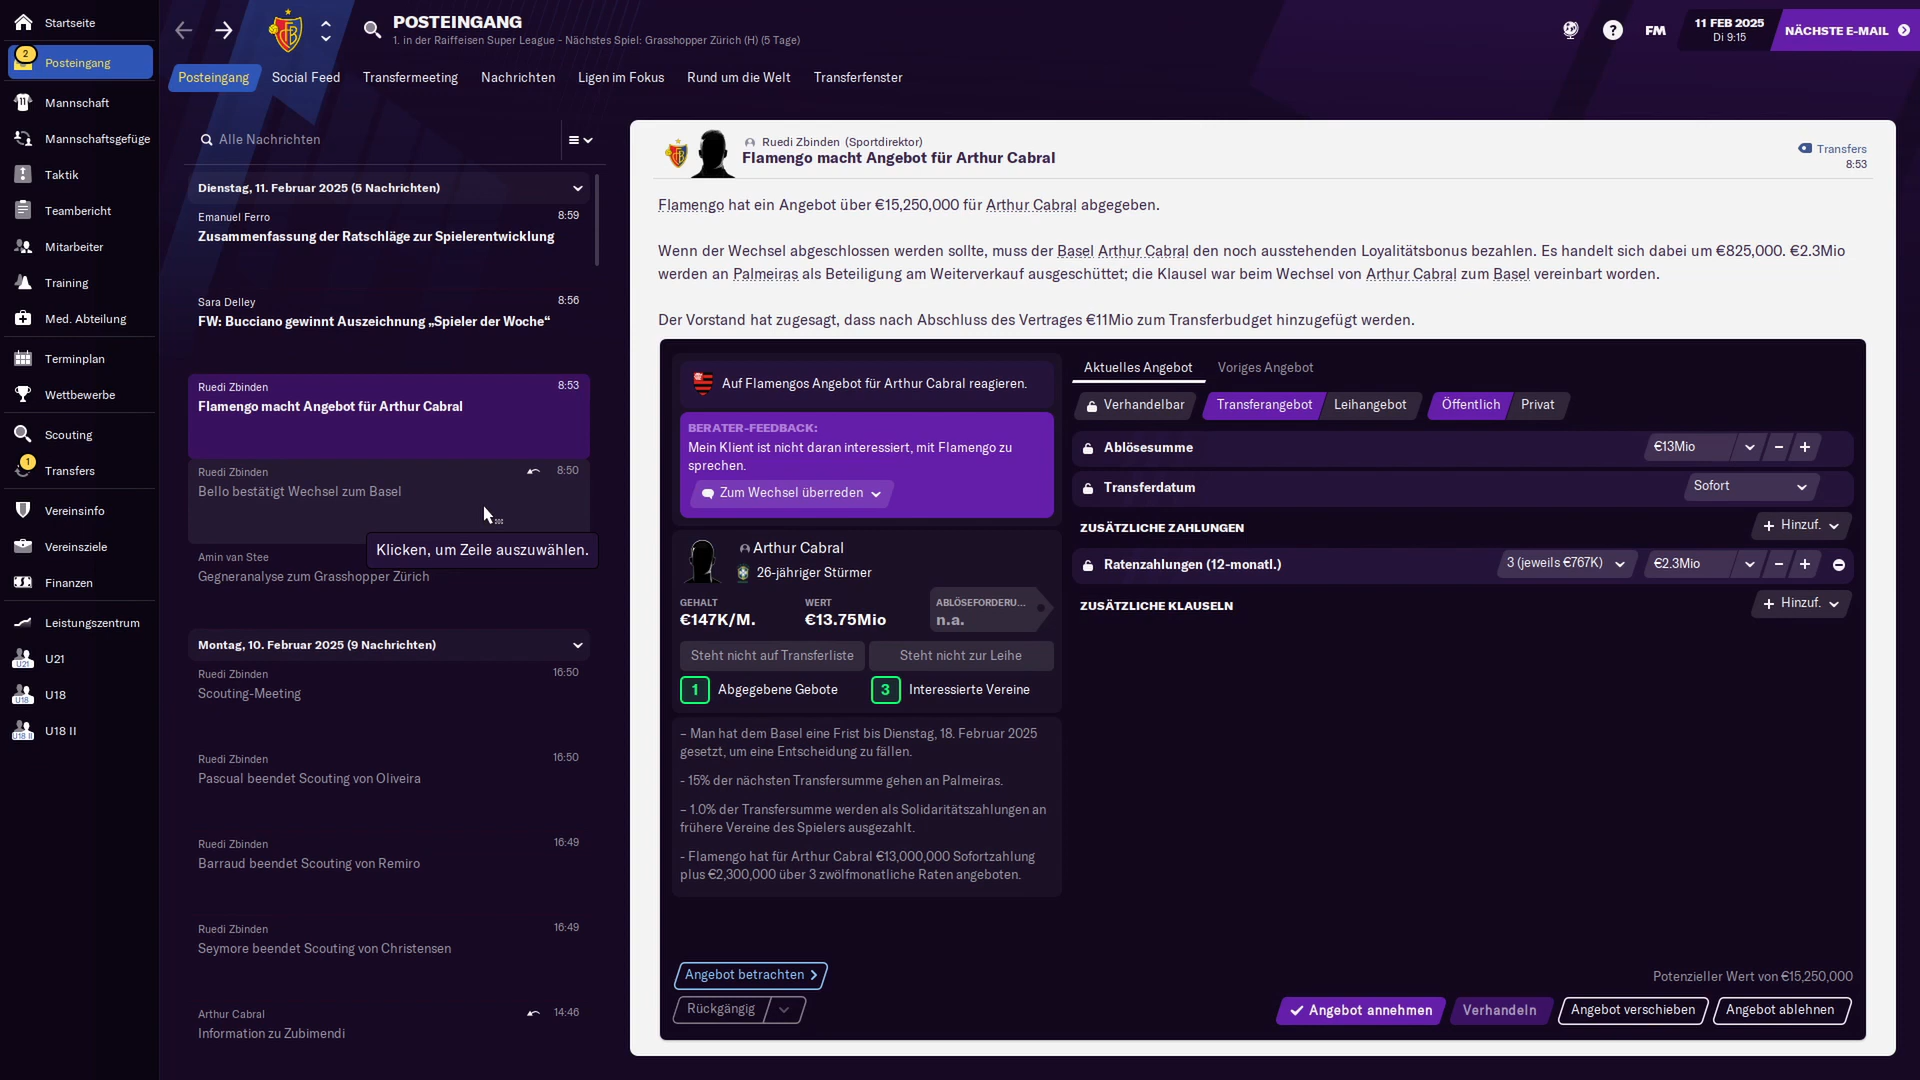 Startseite
2
Posteingang
Mannschaft
Mannschaftsgefüge
Taktik
Teambericht
Mitarbeiter
Training
Med. Abteilung
Terminplan
Wettbewerbe
Scouting
1
Transfers
Vereinsinfo
Vereinsziele
Finanzen
Leistungszentrum
U21
U21
U18
U18
U18 II
U18 II
POSTEINGANG
1. in der Raiffeisen Super League - Nächstes Spiel: Grasshopper Zürich (H) (5 Tage)
FM
11 FEB 2025
Di 9:15
NÄCHSTE E-MAIL
Posteingang
Social Feed
Transfermeeting
Nachrichten
Ligen im Fokus
Rund um die Welt
Transferfenster
Alle Nachrichten
Dienstag, 11. Februar 2025 (5 Nachrichten)
Emanuel Ferro 8:59
Zusammenfassung der Ratschläge zur Spielerentwicklung
Sara Delley 8:56
FW: Bucciano gewinnt Auszeichnung „Spieler der Woche“
Ruedi Zbinden 8:53
Flamengo macht Angebot für Arthur Cabral
Ruedi Zbinden 8:50
Bello bestätigt Wechsel zum Basel
Klicken, um Zeile auszuwählen.
Amin van Stee
Gegneranalyse zum Grasshopper Zürich
Montag, 10. Februar 2025 (9 Nachrichten)
Ruedi Zbinden 16:50
Scouting-Meeting
Ruedi Zbinden 16:50
Pascual beendet Scouting von Oliveira
Ruedi Zbinden 16:49
Barraud beendet Scouting von Remiro
Ruedi Zbinden 16:49
Seymore beendet Scouting von Christensen
Arthur Cabral 14:46
Information zu Zubimendi
Ruedi Zbinden (Sportdirektor)
Flamengo macht Angebot für Arthur Cabral
Transfers
8:53
Flamengo hat ein Angebot über €15,250,000 für Arthur Cabral abgegeben.
Wenn der Wechsel abgeschlossen werden sollte, muss der Basel Arthur Cabral den noch ausstehenden Loyalitätsbonus bezahlen. Es handelt sich dabei um €825,000. €2.3Mio
werden an Palmeiras als Beteiligung am Weiterverkauf ausgeschüttet; die Klausel war beim Wechsel von Arthur Cabral zum Basel vereinbart worden.
Der Vorstand hat zugesagt, dass nach Abschluss des Vertrages €11Mio zum Transferbudget hinzugefügt werden.
Auf Flamengos Angebot für Arthur Cabral reagieren.
BERATER-FEEDBACK:
Mein Klient ist nicht daran interessiert, mit Flamengo zu
sprechen.
Zum Wechsel überreden
Arthur Cabral
26-jähriger Stürmer
GEHALT
€147K/M.
WERT
€13.75Mio
ABLÖSEFORDERU...
n.a.
Steht nicht auf Transferliste
Steht nicht zur Leihe
1 Abgegebene Gebote
3 Interessierte Vereine
– Man hat dem Basel eine Frist bis Dienstag, 18. Februar 2025
gesetzt, um eine Entscheidung zu fällen.
- 15% der nächsten Transfersumme gehen an Palmeiras.
– 1.0% der Transfersumme werden als Solidaritätszahlungen an
frühere Vereine des Spielers ausgezahlt.
- Flamengo hat für Arthur Cabral €13,000,000 Sofortzahlung
plus €2,300,000 über 3 zwölfmonatliche Raten angeboten.
Angebot betrachten
Rückgängig
Aktuelles Angebot
Voriges Angebot
Verhandelbar
Transferangebot
Leihangebot
Öffentlich
Privat
Ablösesumme
€13Mio
Transferdatum
Sofort
ZUSÄTZLICHE ZAHLUNGEN
+ Hinzuf.
Ratenzahlungen (12-monatl.)
3 (jeweils €767K)
€2.3Mio
ZUSÄTZLICHE KLAUSELN
+ Hinzuf.
Potenzieller Wert von €15,250,000
Angebot annehmen
Verhandeln
Angebot verschieben
Angebot ablehnen